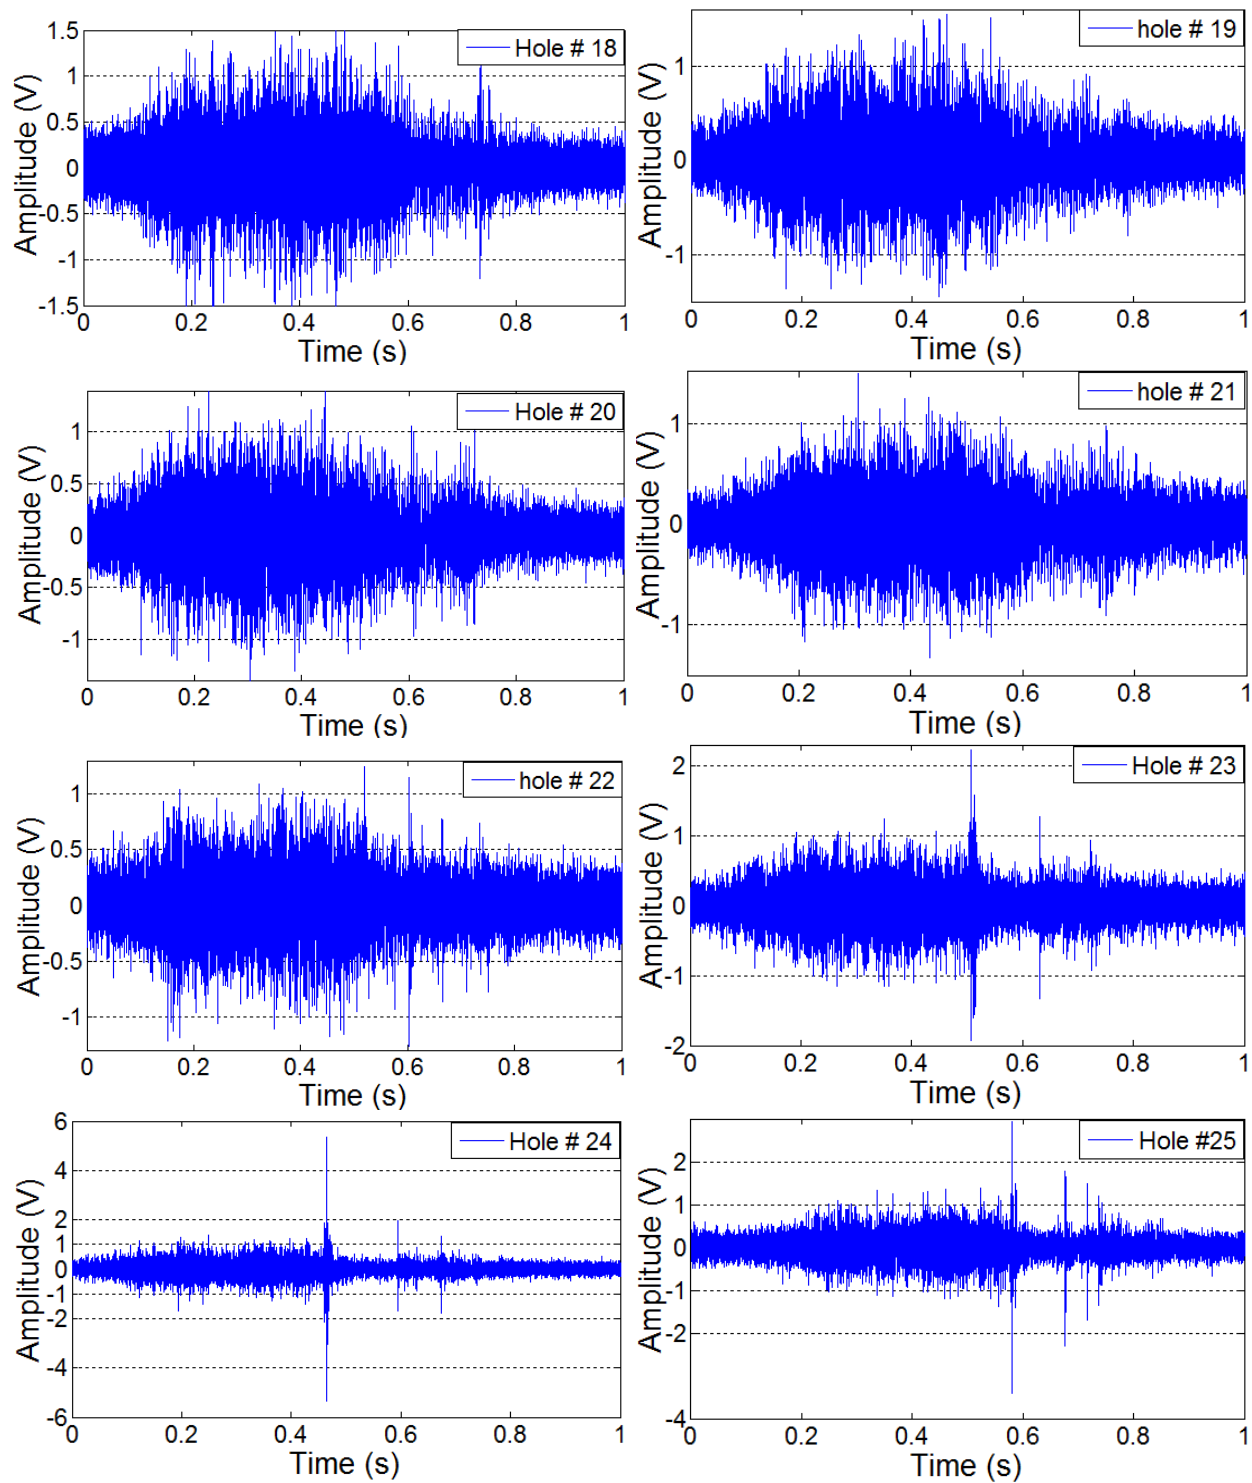 1.5
1
0.5
0
-0.5
-1
-1.5
Amplitude (V)
Hole # 18
0 0.2 0.4 0.6 0.8 1
Time (s)
1
0
-1
Amplitude (V)
hole # 19
0 0.2 0.4 0.6 0.8 1
Time (s)
1
0.5
0
-0.5
-1
Amplitude (V)
Hole # 20
0 0.2 0.4 0.6 0.8 1
Time (s)
1
0
-1
Amplitude (V)
hole # 21
0 0.2 0.4 0.6 0.8 1
Time (s)
1
0.5
0
-0.5
-1
Amplitude (V)
hole # 22
0 0.2 0.4 0.6 0.8 1
Time (s)
2
1
0
-1
-2
Amplitude (V)
Hole # 23
0 0.2 0.4 0.6 0.8 1
Time (s)
6
4
2
1
0
-1
-2
-4
-6
Amplitude (V)
Hole # 24
0 0.2 0.4 0.6 0.8 1
Time (s)
2
1
0
-1
-2
-4
Amplitude (V)
Hole #25
0 0.2 0.4 0.6 0.8 1
Time (s)